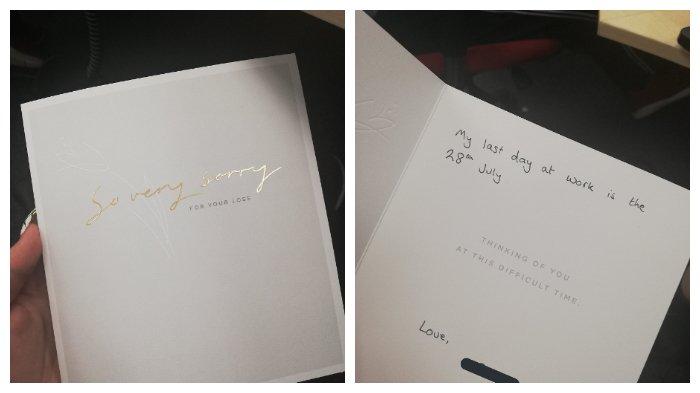 So very sorry
FOR YOUR LOSS
My last day at work is the
28th July
THINKING OF YOU
AT THIS DIFFICULT TIME.
Love,